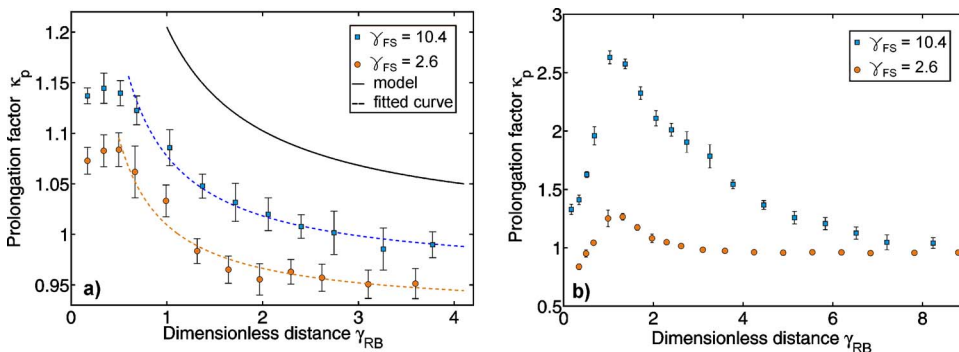 1.2
1.15
1.1
1.05
1
0.95
Prolongation factor κp
γFS = 10.4
γFS = 2.6
model
fitted curve
a)
0 1 2 3 4
Dimensionless distance γRB
3
2.5
2
1.5
1
0.5
Prolongation factor κp
γFS = 10.4
γFS = 2.6
b)
0 2 4 6 8
Dimensionless distance γRB